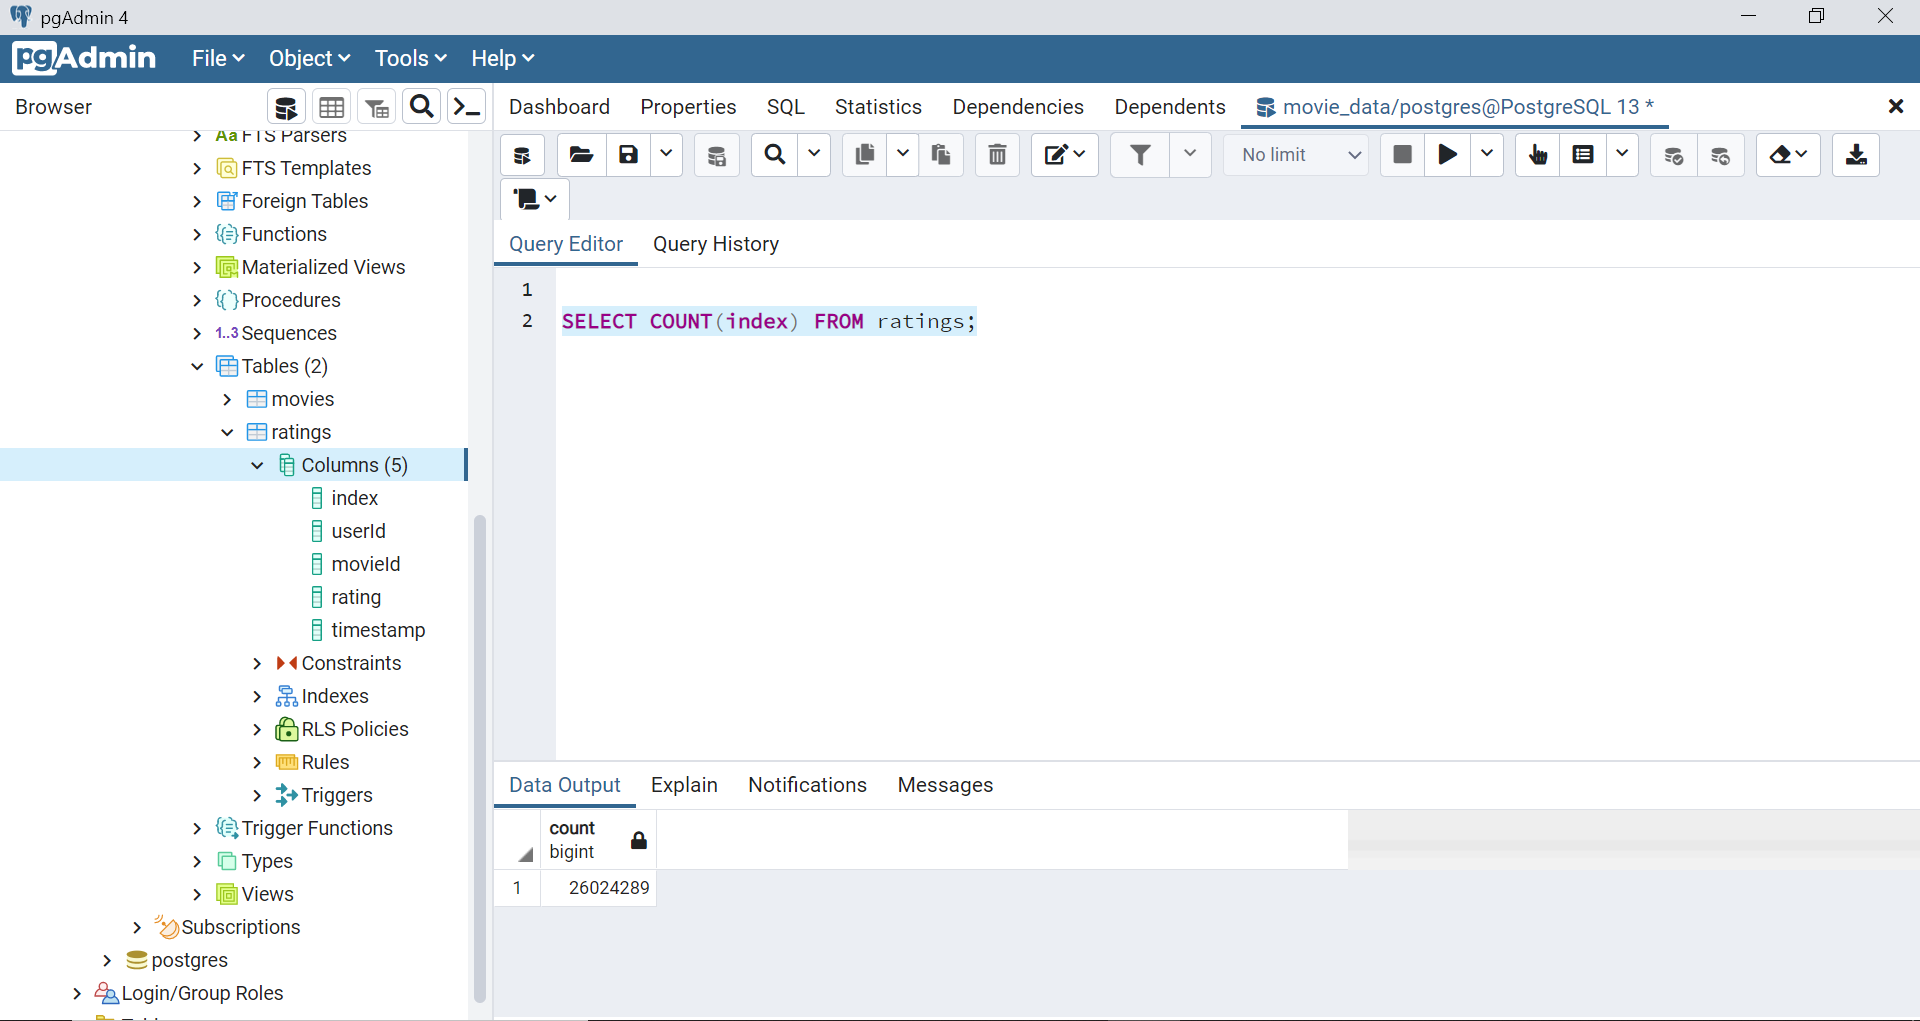 pgAdmin 4
pgAdmin File Object Tools Help
Browser
Dashboard Properties SQL Statistics Dependencies Dependents movie_data/postgres@PostgreSQL 13 *
No limit
Aa FTS Parsers
FTS Templates
Foreign Tables
Functions
Materialized Views
Procedures
1..3 Sequences
Tables (2)
movies
ratings
Columns (5)
index
userId
movieId
rating
timestamp
Constraints
Indexes
RLS Policies
Rules
Triggers
Trigger Functions
Types
Views
Subscriptions
postgres
Login/Group Roles
Query Editor Query History
1
2 SELECT COUNT(index) FROM ratings;
Data Output Explain Notifications Messages
count
bigint
1 26024289